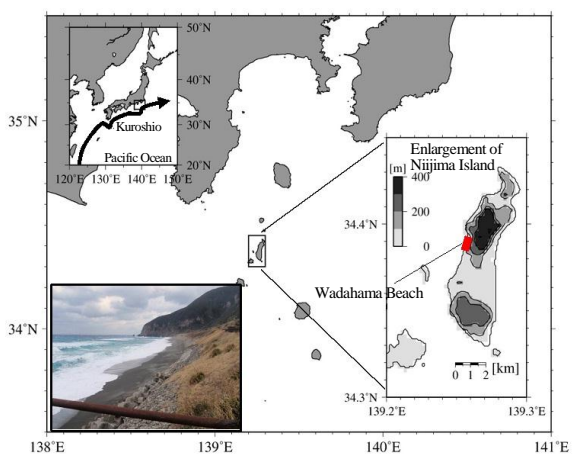 50°N
40°N
30°N
20°N
120°E 130°E 140°E 150°E
Kuroshio
Pacific Ocean
35°N
34°N
138°E 139°E 140°E 141°E
Enlargement of
Niijima Island
[m]
400
200
0
34.4°N
34.3°N
139.2°E 139.3°E
Wadahama Beach
0 1 2 [km]